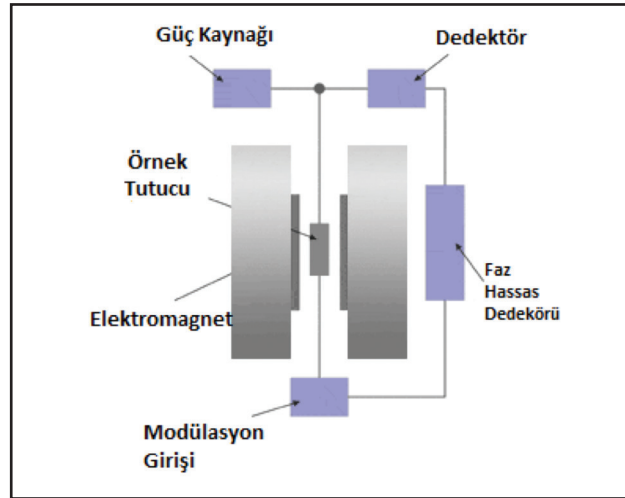 Güç Kaynağı
Dedektör
Örnek
Tutucu
Elektromagnet
Faz
Hassas
Dedekörü
Modülasyon
Girişi